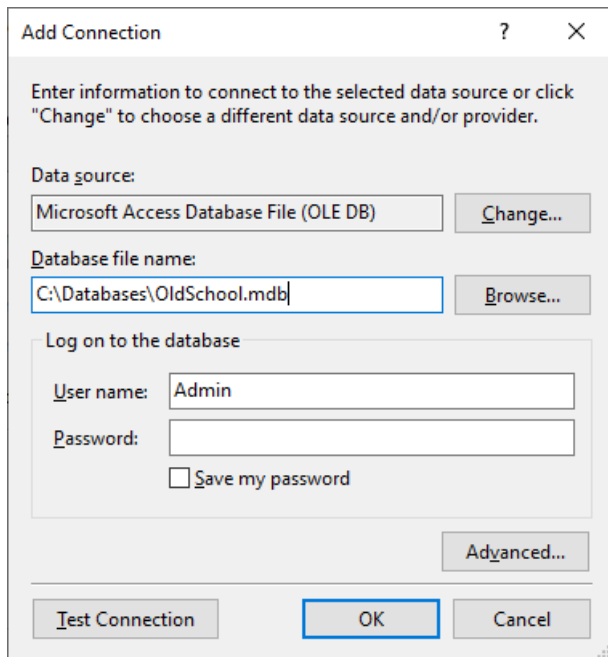 Add Connection ?
Enter information to connect to the selected data source or click
"Change" to choose a different data source and/or provider.
Data source:
Microsoft Access Database File (OLE DB) Change...
Database file name:
C:\Databases\OldSchool.mdb Browse...
Log on to the database
User name: Admin
Password:
Save my password
Advanced...
Test Connection OK Cancel